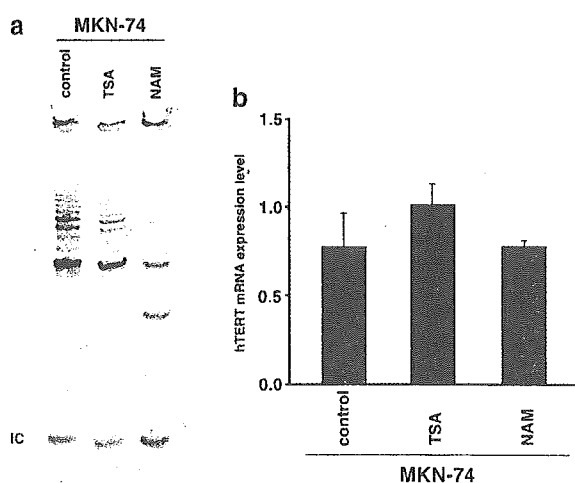 a
MKN-74
control
TSA
NAM
IC
b
hTERT mRNA expression level
1.5
1.0
0.5
0.0
control
TSA
NAM
MKN-74